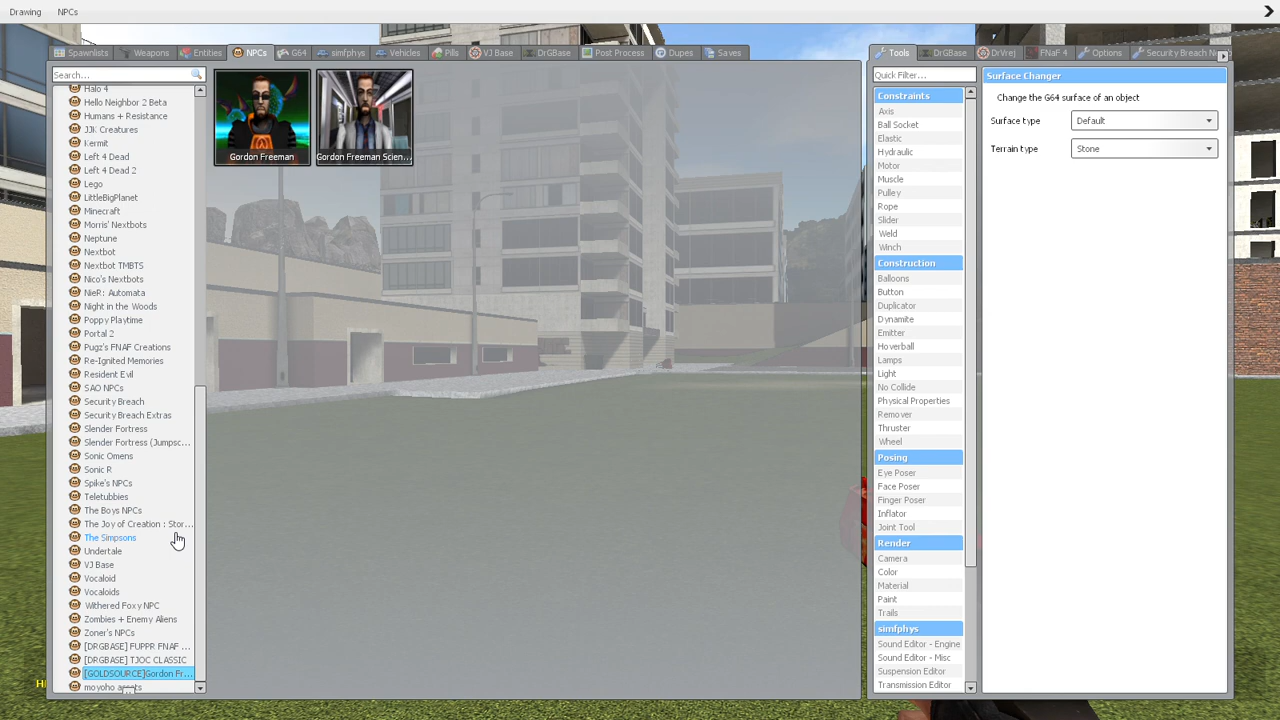 Drawing NPCs
Spawnlists Weapons Entities NPCs G64 simfphys Vehicles Pills VJ Base DrGBase Post Process Dupes Saves
Search...
Halo 4
Hello Neighbor 2 Beta
Humans + Resistance
JJK Creatures
Kermit
Left 4 Dead
Left 4 Dead 2
Lego
LittleBigPlanet
Minecraft
Morris' Nextbots
Neptune
Nextbot
Nextbot TMBTS
Nico's Nextbots
NieR: Automata
Night in the Woods
Poppy Playtime
Portal 2
Pugz's FNAF Creations
Re-Ignited Memories
Resident Evil
SAO NPCs
Security Breach
Security Breach Extras
Slender Fortress
Slender Fortress (Jumpsc...
Sonic Omens
Sonic R
Spike's NPCs
Teletubbies
The Boys NPCs
The Joy of Creation : Stor...
The Simpsons
Undertale
VJ Base
Vocaloid
Vocaloids
Withered Foxy NPC
Zombies + Enemy Aliens
Zoner's NPCs
[DRGBASE] FUPPR FNAF ...
[DRGBASE] TJOC CLASSIC
[GOLDSOURCE]Gordon Fr...
moyoho assets
Gordon Freeman
Gordon Freeman Scien...
Tools DrGBase DrVrej FNaF 4 Options Security Breach
Quick Filter...
Constraints
Axis
Ball Socket
Elastic
Hydraulic
Motor
Muscle
Pulley
Rope
Slider
Weld
Winch
Construction
Balloons
Button
Duplicator
Dynamite
Emitter
Hoverball
Lamps
Light
No Collide
Physical Properties
Remover
Thruster
Wheel
Posing
Eye Poser
Face Poser
Finger Poser
Inflator
Joint Tool
Render
Camera
Color
Material
Paint
Trails
simfphys
Sound Editor - Engine
Sound Editor - Misc
Suspension Editor
Transmission Editor
Surface Changer
Change the G64 surface of an object
Surface type Default
Terrain type Stone